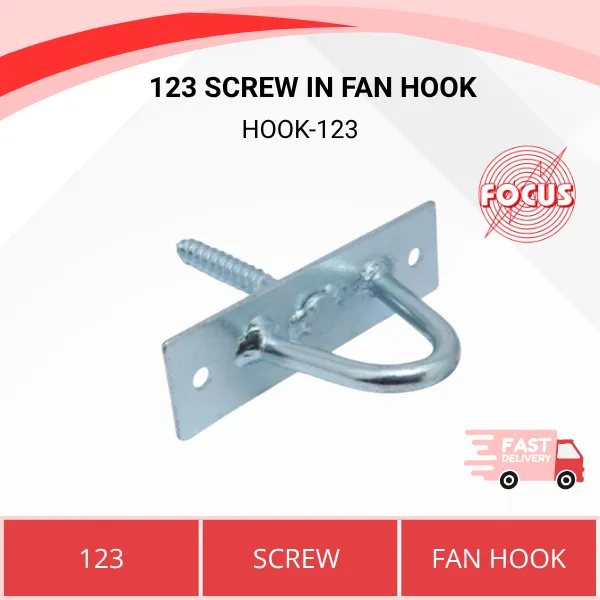 123 SCREW IN FAN HOOK
HOOK-123
FOCUS
FAST
DELIVERY
123
SCREW
FAN HOOK